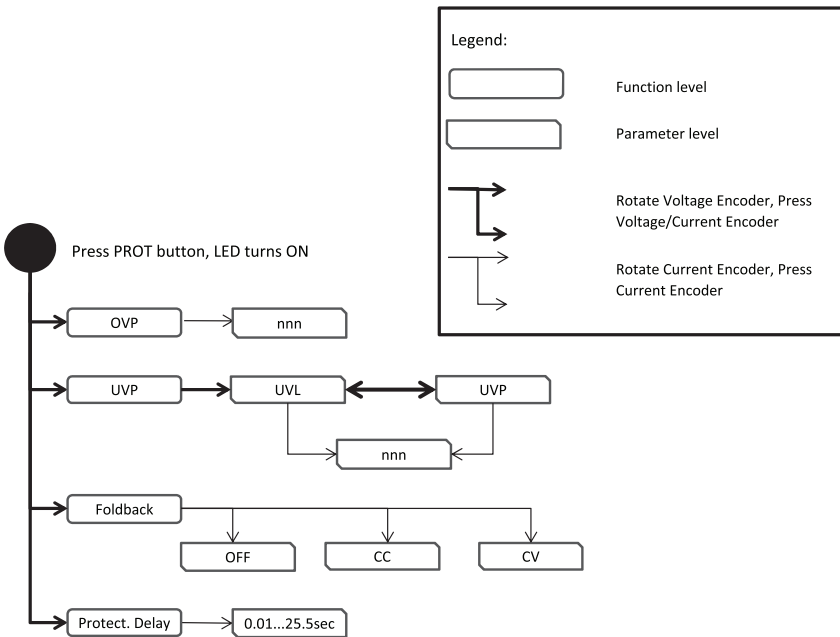 Legend:
Function level
Parameter level
Rotate Voltage Encoder, Press
Voltage/Current Encoder
Rotate Current Encoder, Press
Current Encoder
Press PROT button, LED turns ON
OVP
nnn
UVP
UVL
UVP
nnn
Foldback
OFF
CC
CV
Protect. Delay
0.01...25.5sec